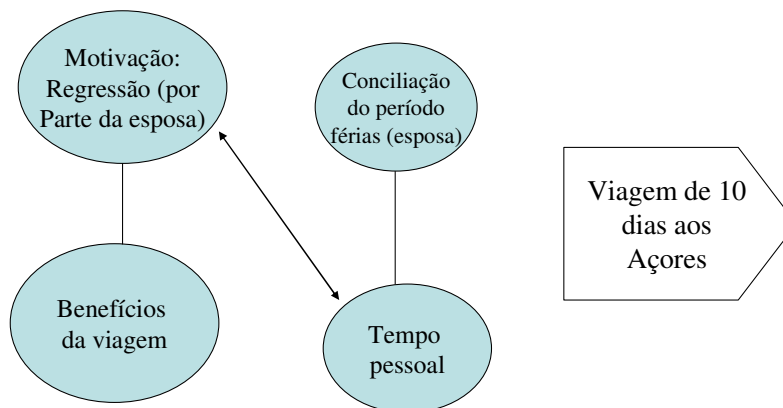 Motivação:
Regressão (por
Parte da esposa)
Conciliação
do período
férias (esposa)
Viagem de 10
dias aos
Açores
Benefícios
da viagem
Tempo
pessoal